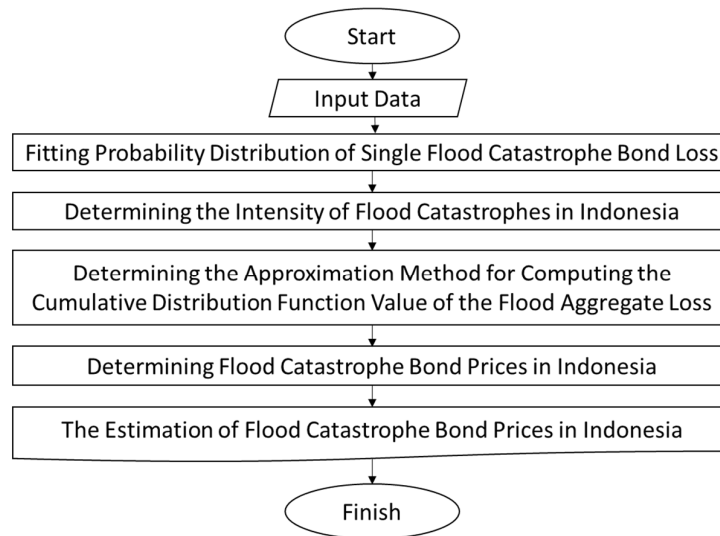 Start
Input Data
Fitting Probability Distribution of Single Flood Catastrophe Bond Loss
Determining the Intensity of Flood Catastrophes in Indonesia
Determining the Approximation Method for Computing the
Cumulative Distribution Function Value of the Flood Aggregate Loss
Determining Flood Catastrophe Bond Prices in Indonesia
The Estimation of Flood Catastrophe Bond Prices in Indonesia
Finish